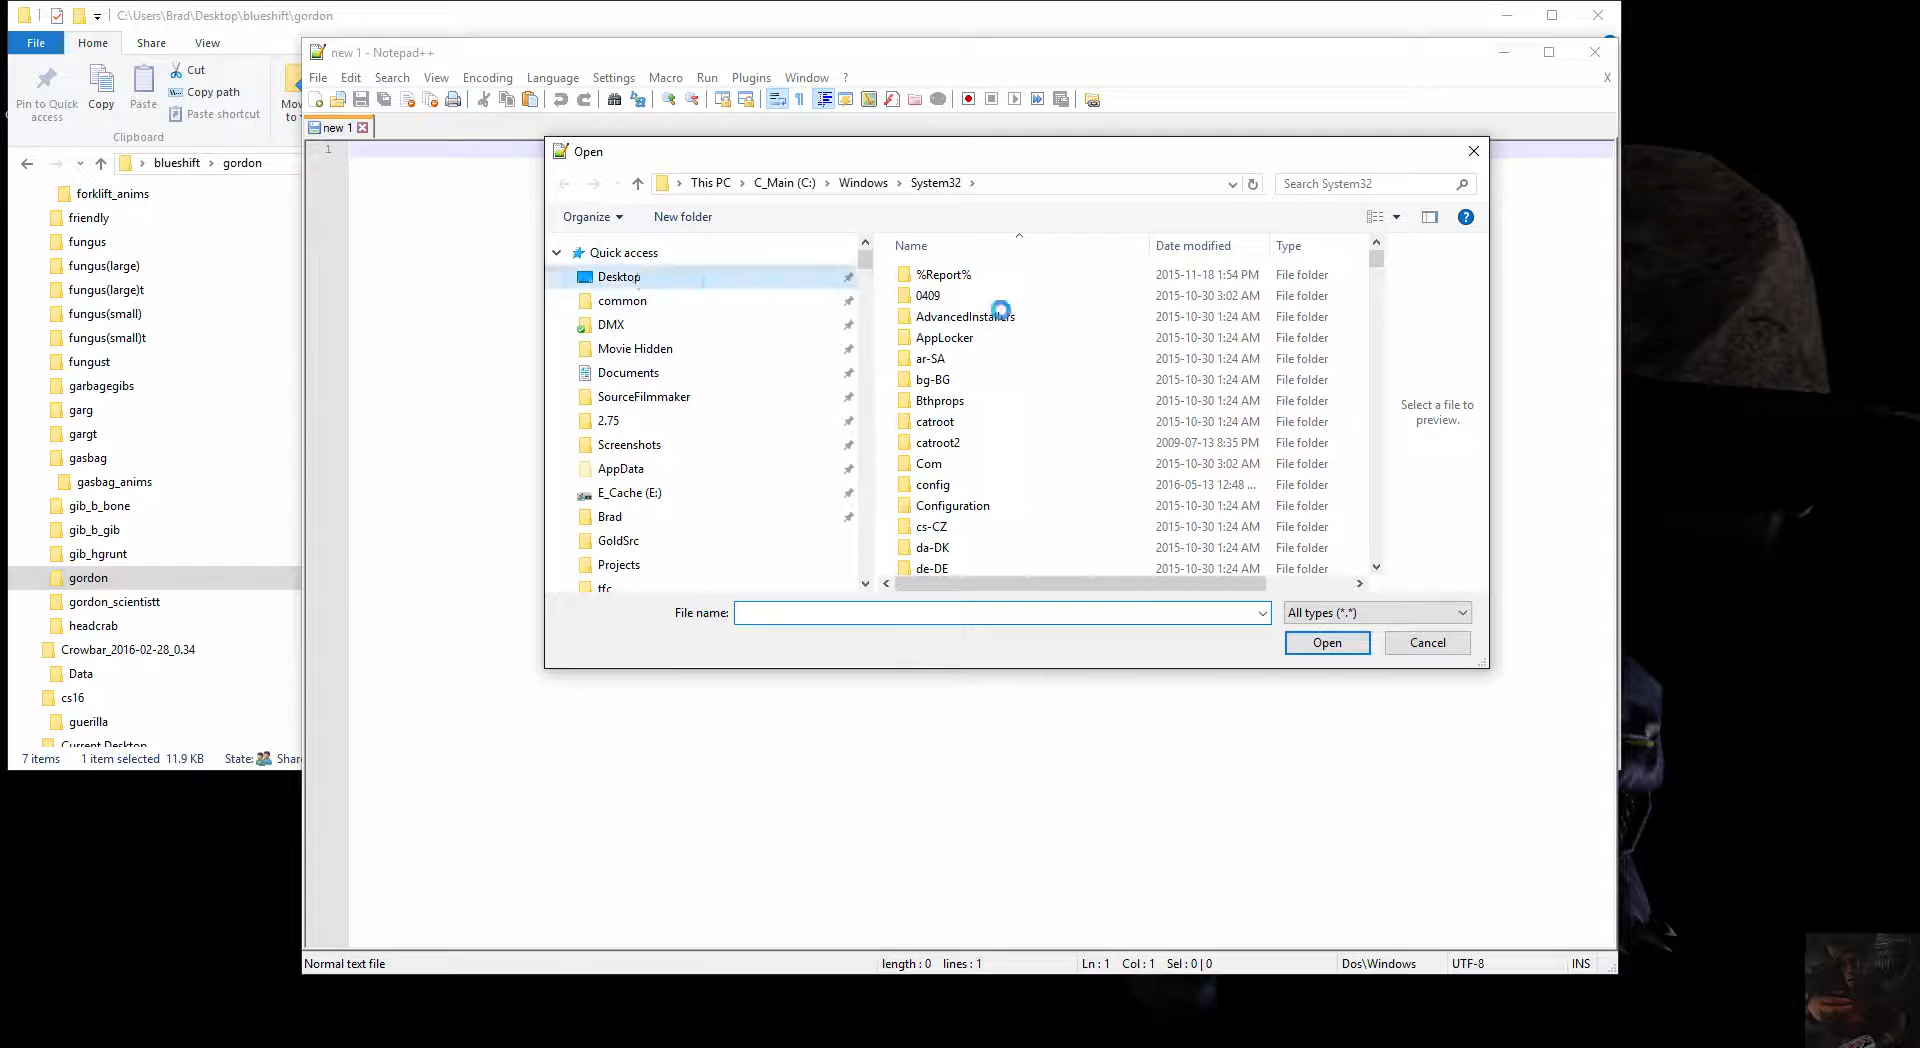 C:\Users\Brad\Desktop\blueshift\gordon
File Home Share View
Pin to Quick access
Copy
Paste
Cut
Copy path
Paste shortcut
Clipboard
blueshift > gordon
forklift_anims
friendly
fungus
fungus(large)
fungus(large)t
fungus(small)
fungus(small)t
fungust
garbagegibs
garg
gargt
gasbag
gasbag_anims
gib_b_bone
gib_b_gib
gib_hgrunt
gordon
gordon_scientistt
headcrab
Crowbar_2016-02-28_0.34
Data
cs16
guerilla
Current Desktop
7 items 1 item selected 11.9 KB State: Shar
new 1 - Notepad++
File Edit Search View Encoding Language Settings Macro Run Plugins Window ? X
new 1
1
Open
This PC > C_Main (C:) > Windows > System32 >
Search System32
Organize New folder
Quick access
Desktop
common
DMX
Movie Hidden
Documents
SourceFilmmaker
2.75
Screenshots
AppData
E_Cache (E:)
Brad
GoldSrc
Projects
tfc
Name Date modified Type
%Report% 2015-11-18 1:54 PM File folder
0409 2015-10-30 3:02 AM File folder
AdvancedInstallers 2015-10-30 1:24 AM File folder
AppLocker 2015-10-30 1:24 AM File folder
ar-SA 2015-10-30 1:24 AM File folder
bg-BG 2015-10-30 1:24 AM File folder
Bthprops 2015-10-30 1:24 AM File folder
catroot 2015-10-30 1:24 AM File folder
catroot2 2009-07-13 8:35 PM File folder
Com 2015-10-30 3:02 AM File folder
config 2016-05-13 12:48 ... File folder
Configuration 2015-10-30 1:24 AM File folder
cs-CZ 2015-10-30 1:24 AM File folder
da-DK 2015-10-30 1:24 AM File folder
de-DE 2015-10-30 1:24 AM File folder
Select a file to preview.
File name:
All types (*.*)
Open Cancel
Normal text file length : 0 lines : 1 Ln : 1 Col : 1 Sel : 0 | 0 Dos\Windows UTF-8 INS